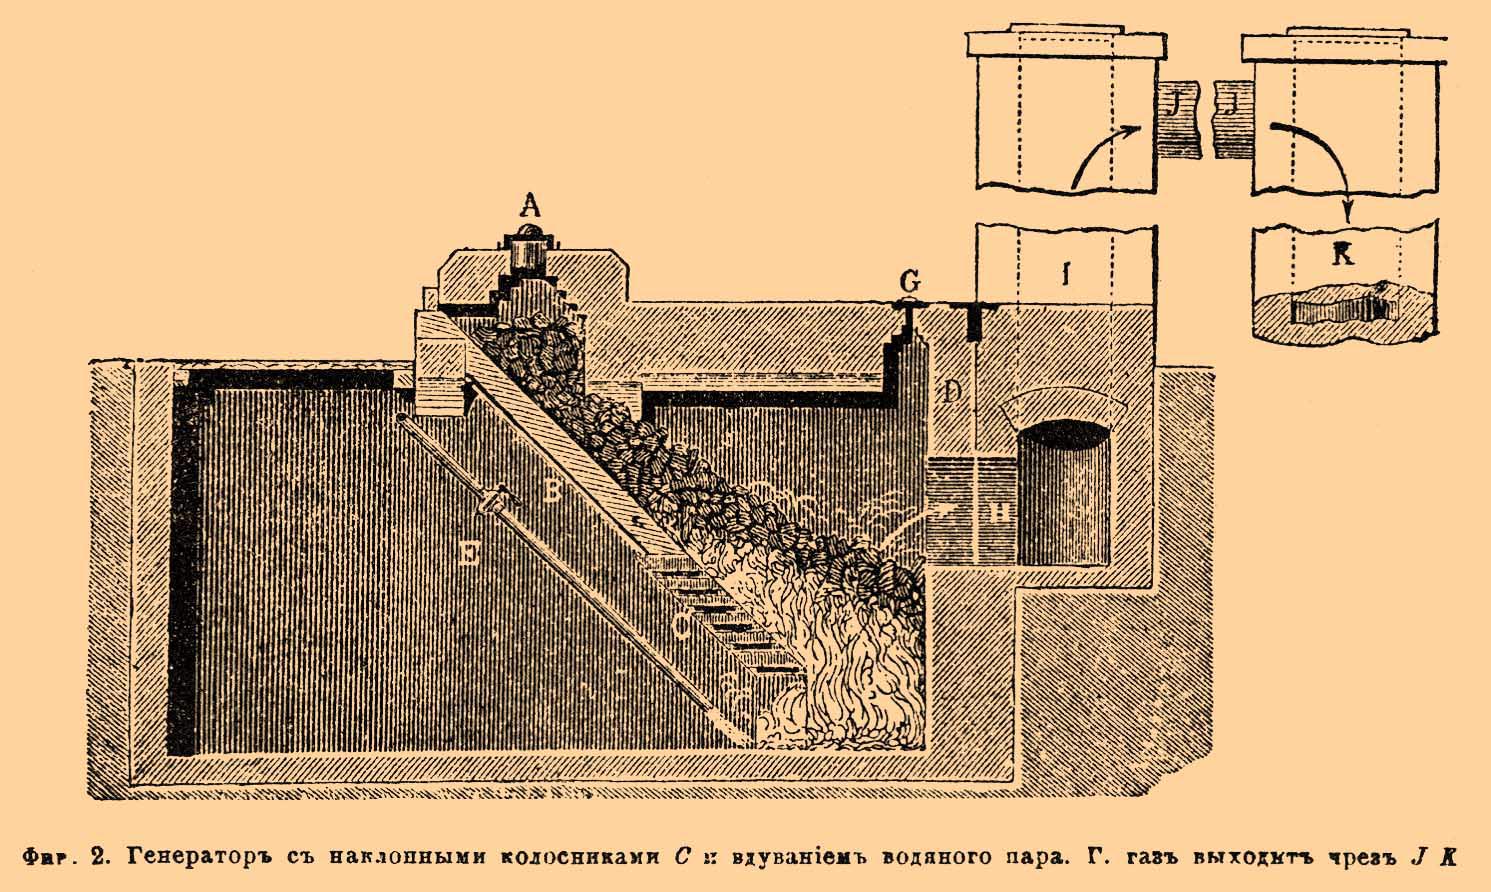 J J
A
K
G I
D
B
E H
C
Фиг. 2. Генераторъ съ наклонными колосниками C и вдуваніемъ водяного пара. Г. газъ выходитъ чрезъ J K